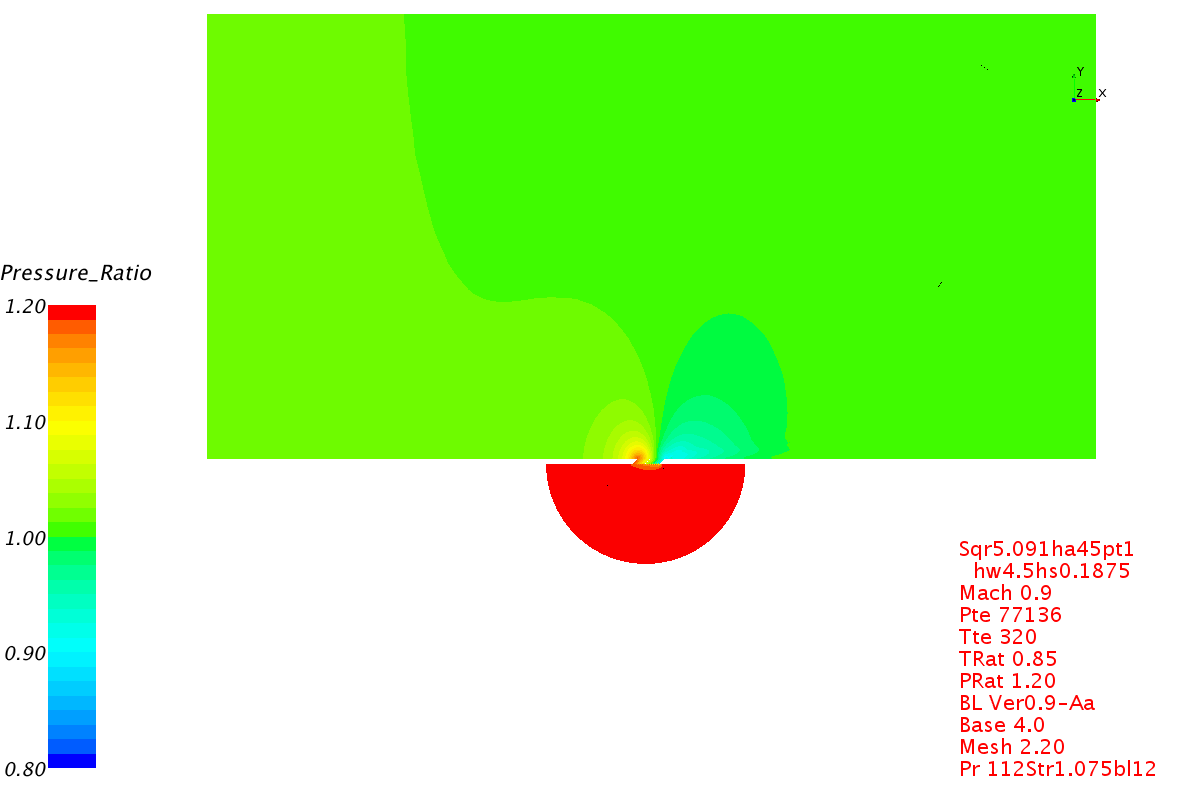 Y
Z X
Pressure_Ratio
1.20
1.10
1.00
0.90
0.80
Sqr5.091ha45pt1
hw4.5hs0.1875
Mach 0.9
Pte 77136
Tte 320
TRat 0.85
PRat 1.20
BL Ver0.9-Aa
Base 4.0
Mesh 2.20
Pr 112Str1.075bl12